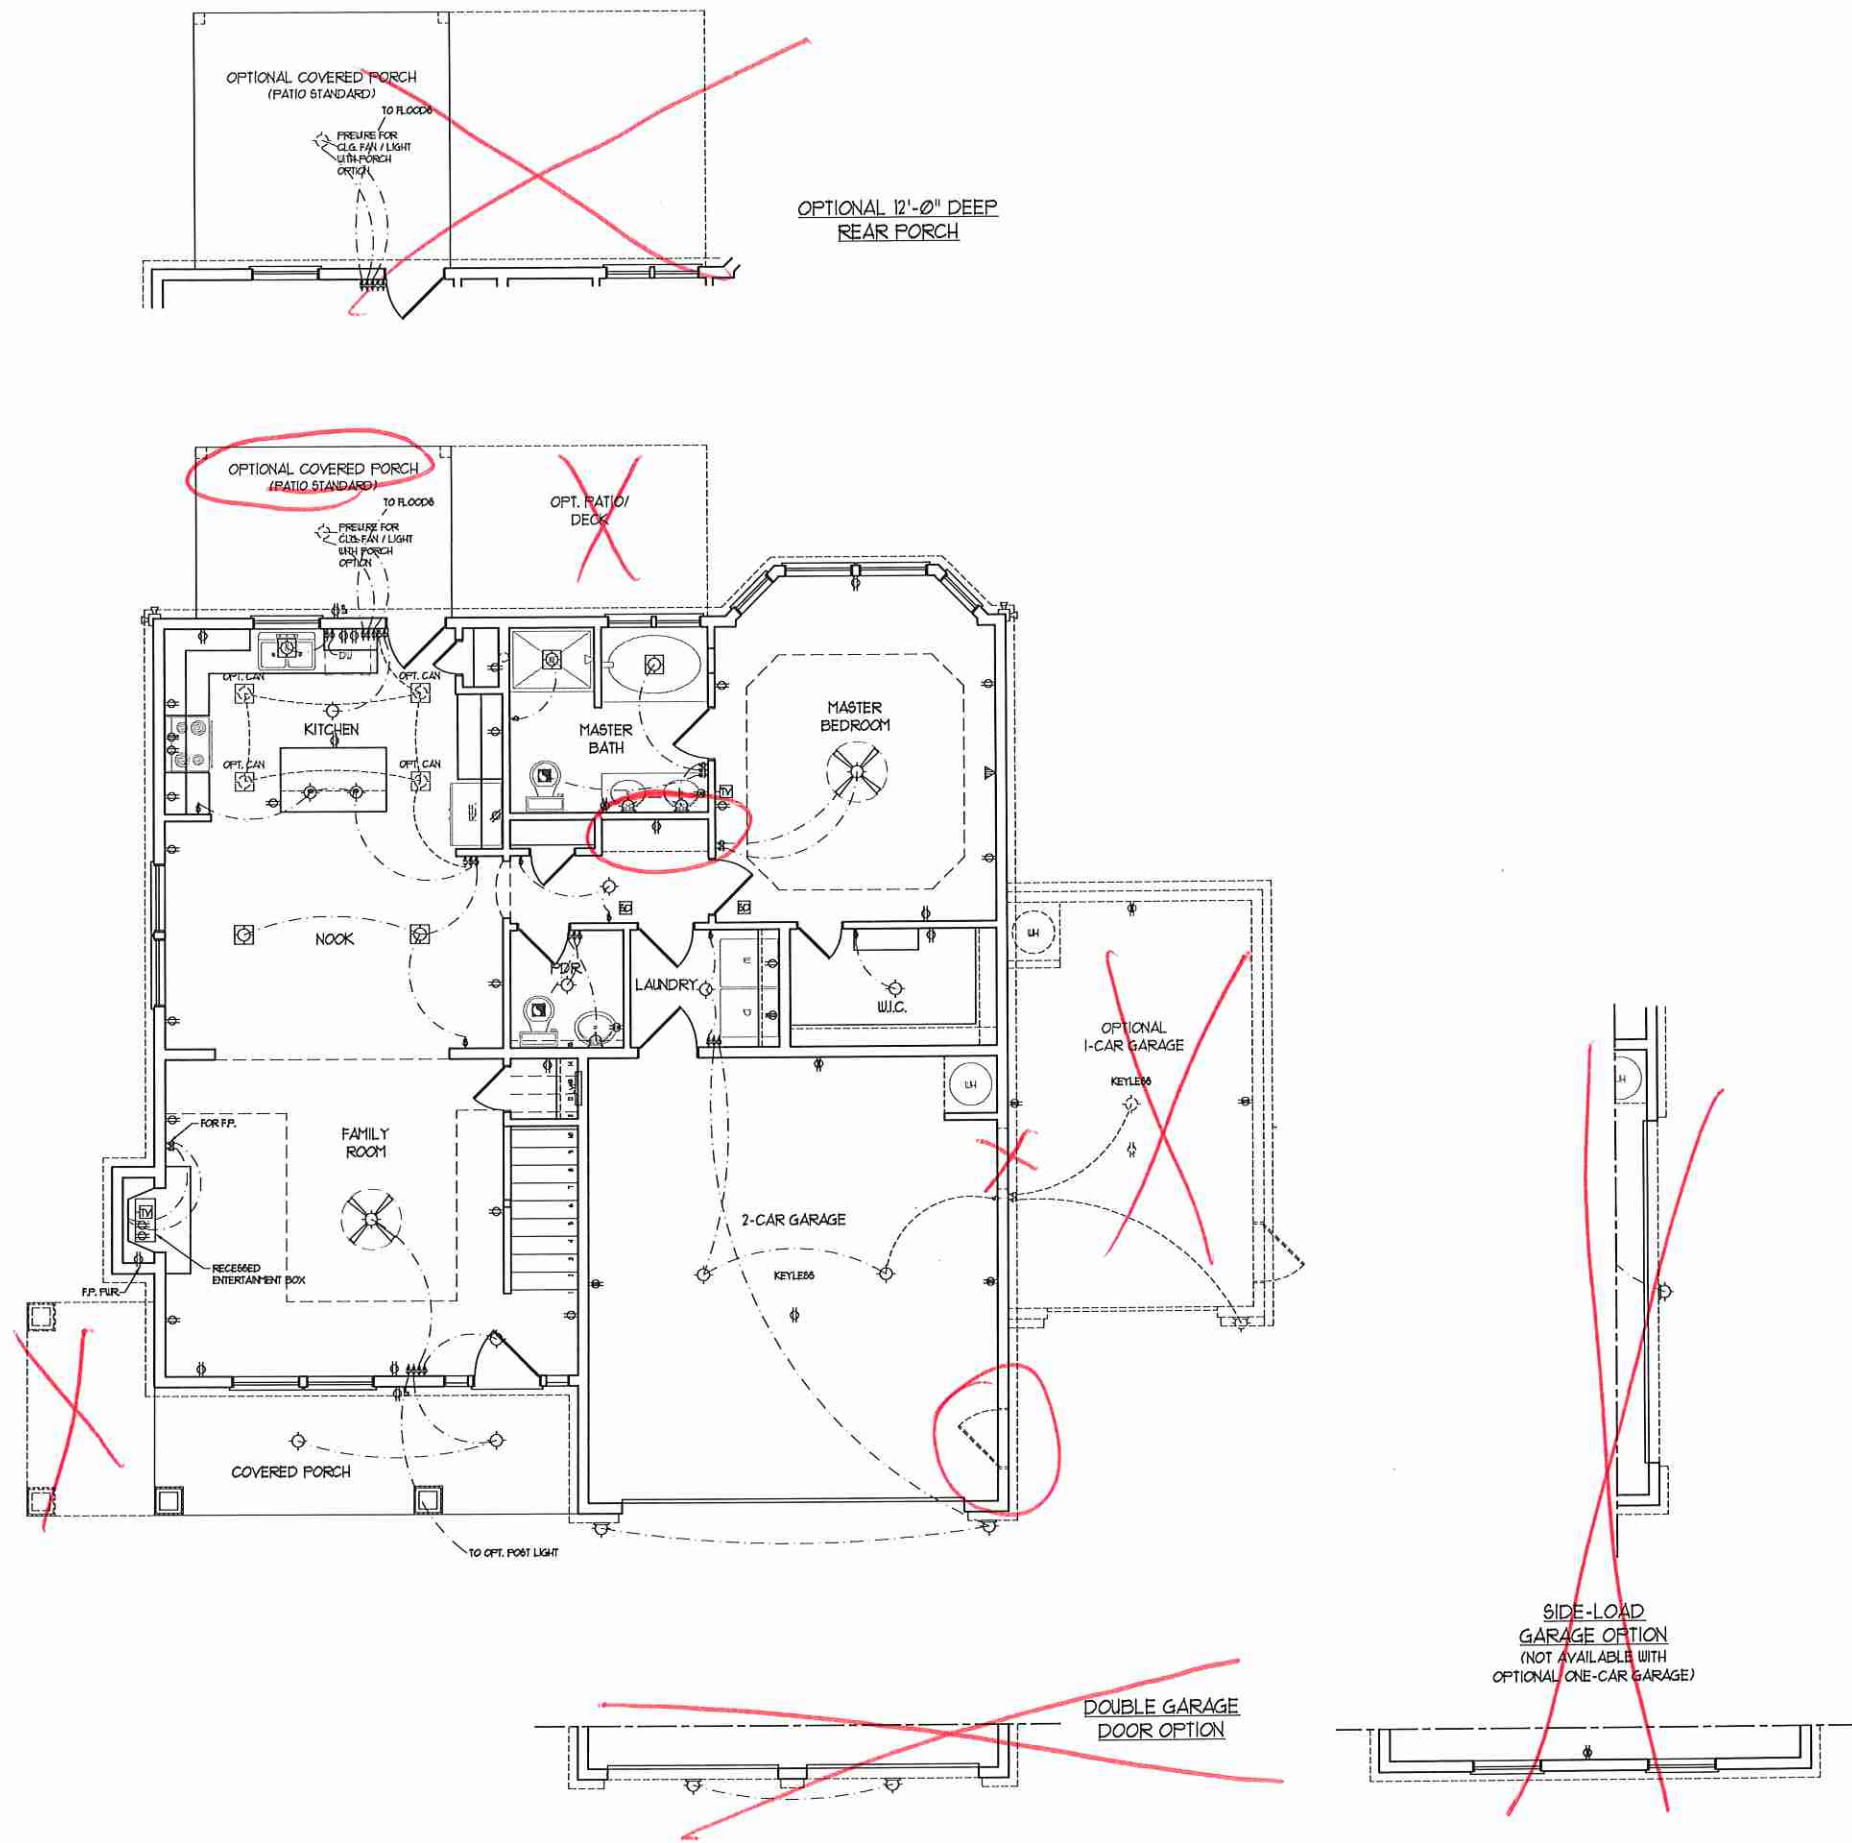 OPTIONAL COVERED PORCH
(PATIO STANDARD)
TO FLOODS
PREWIRE FOR
CLG. FAN / LIGHT
WITH PORCH
OPTION
OPTIONAL 12'-0" DEEP
REAR PORCH
OPTIONAL COVERED PORCH
(PATIO STANDARD)
TO FLOODS
PREWIRE FOR
CLG. FAN / LIGHT
WITH PORCH
OPTION
OPT. PATIO/
DECK
DW
OPT. CAN
OPT. CAN
KITCHEN
OPT. CAN
OPT. CAN
REF.
MASTER
BATH
MASTER
BEDROOM
TV
SD
SD
NOOK
PDR.
LAUNDRY
W
D
W.I.C.
WH
OPTIONAL
1-CAR GARAGE
KEYLESS
WH
WH
FOR F.P.
FAMILY
ROOM
TV
RECESSED
ENTERTAINMENT BOX
F.P. FUR.
2-CAR GARAGE
KEYLESS
COVERED PORCH
TO OPT. POST LIGHT
SIDE-LOAD
GARAGE OPTION
(NOT AVAILABLE WITH
OPTIONAL ONE-CAR GARAGE)
DOUBLE GARAGE
DOOR OPTION